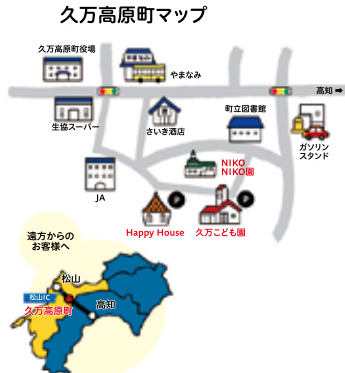 久万高原町マップ
久万高原町役場
やまなみ
高知 ➡
生協スーパー
さいき酒店
町立図書館
ガソリン
スタンド
JA
NIKO
NIKO園
P
P
Happy House
久万こども園
遠方からの
お客様へ
松山
松山IC
久万高原町
高知